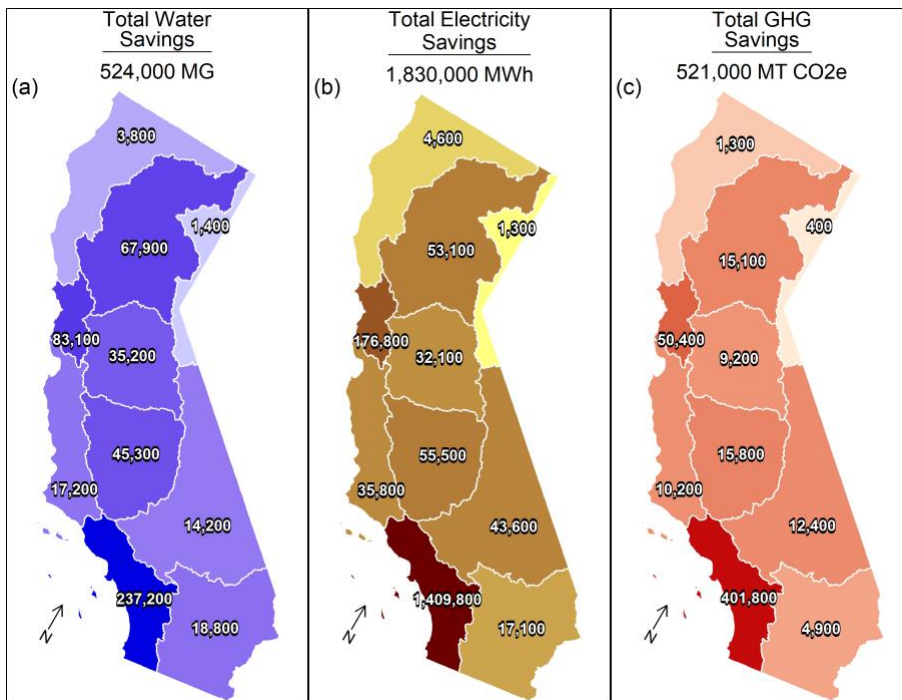 Total Water
Savings
524,000 MG
(a)
3,800
1,400
67,900
83,100
35,200
45,300
17,200
14,200
237,200
18,800
N
Total Electricity
Savings
1,830,000 MWh
(b)
4,600
1,300
53,100
176,800
32,100
55,500
35,800
43,600
1,409,800
17,100
N
Total GHG
Savings
521,000 MT CO2e
(c)
1,300
400
15,100
50,400
9,200
15,800
10,200
12,400
401,800
4,900
N